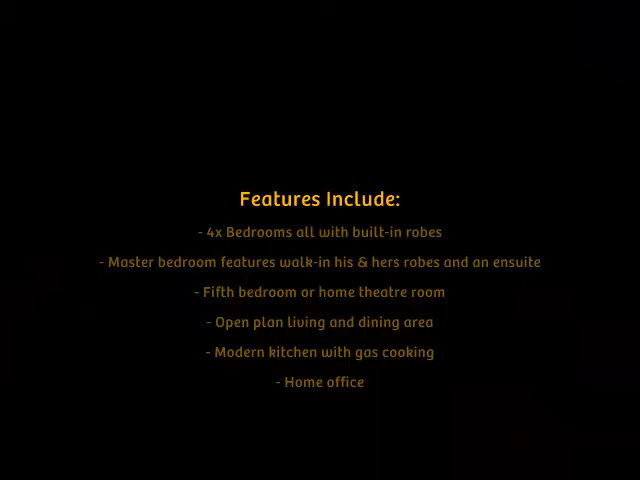 Features Include:
- 4x Bedrooms all with built-in robes
- Master bedroom features walk-in his & hers robes and an ensuite
- Fifth bedroom or home theatre room
- Open plan living and dining area
- Modern kitchen with gas cooking
- Home office